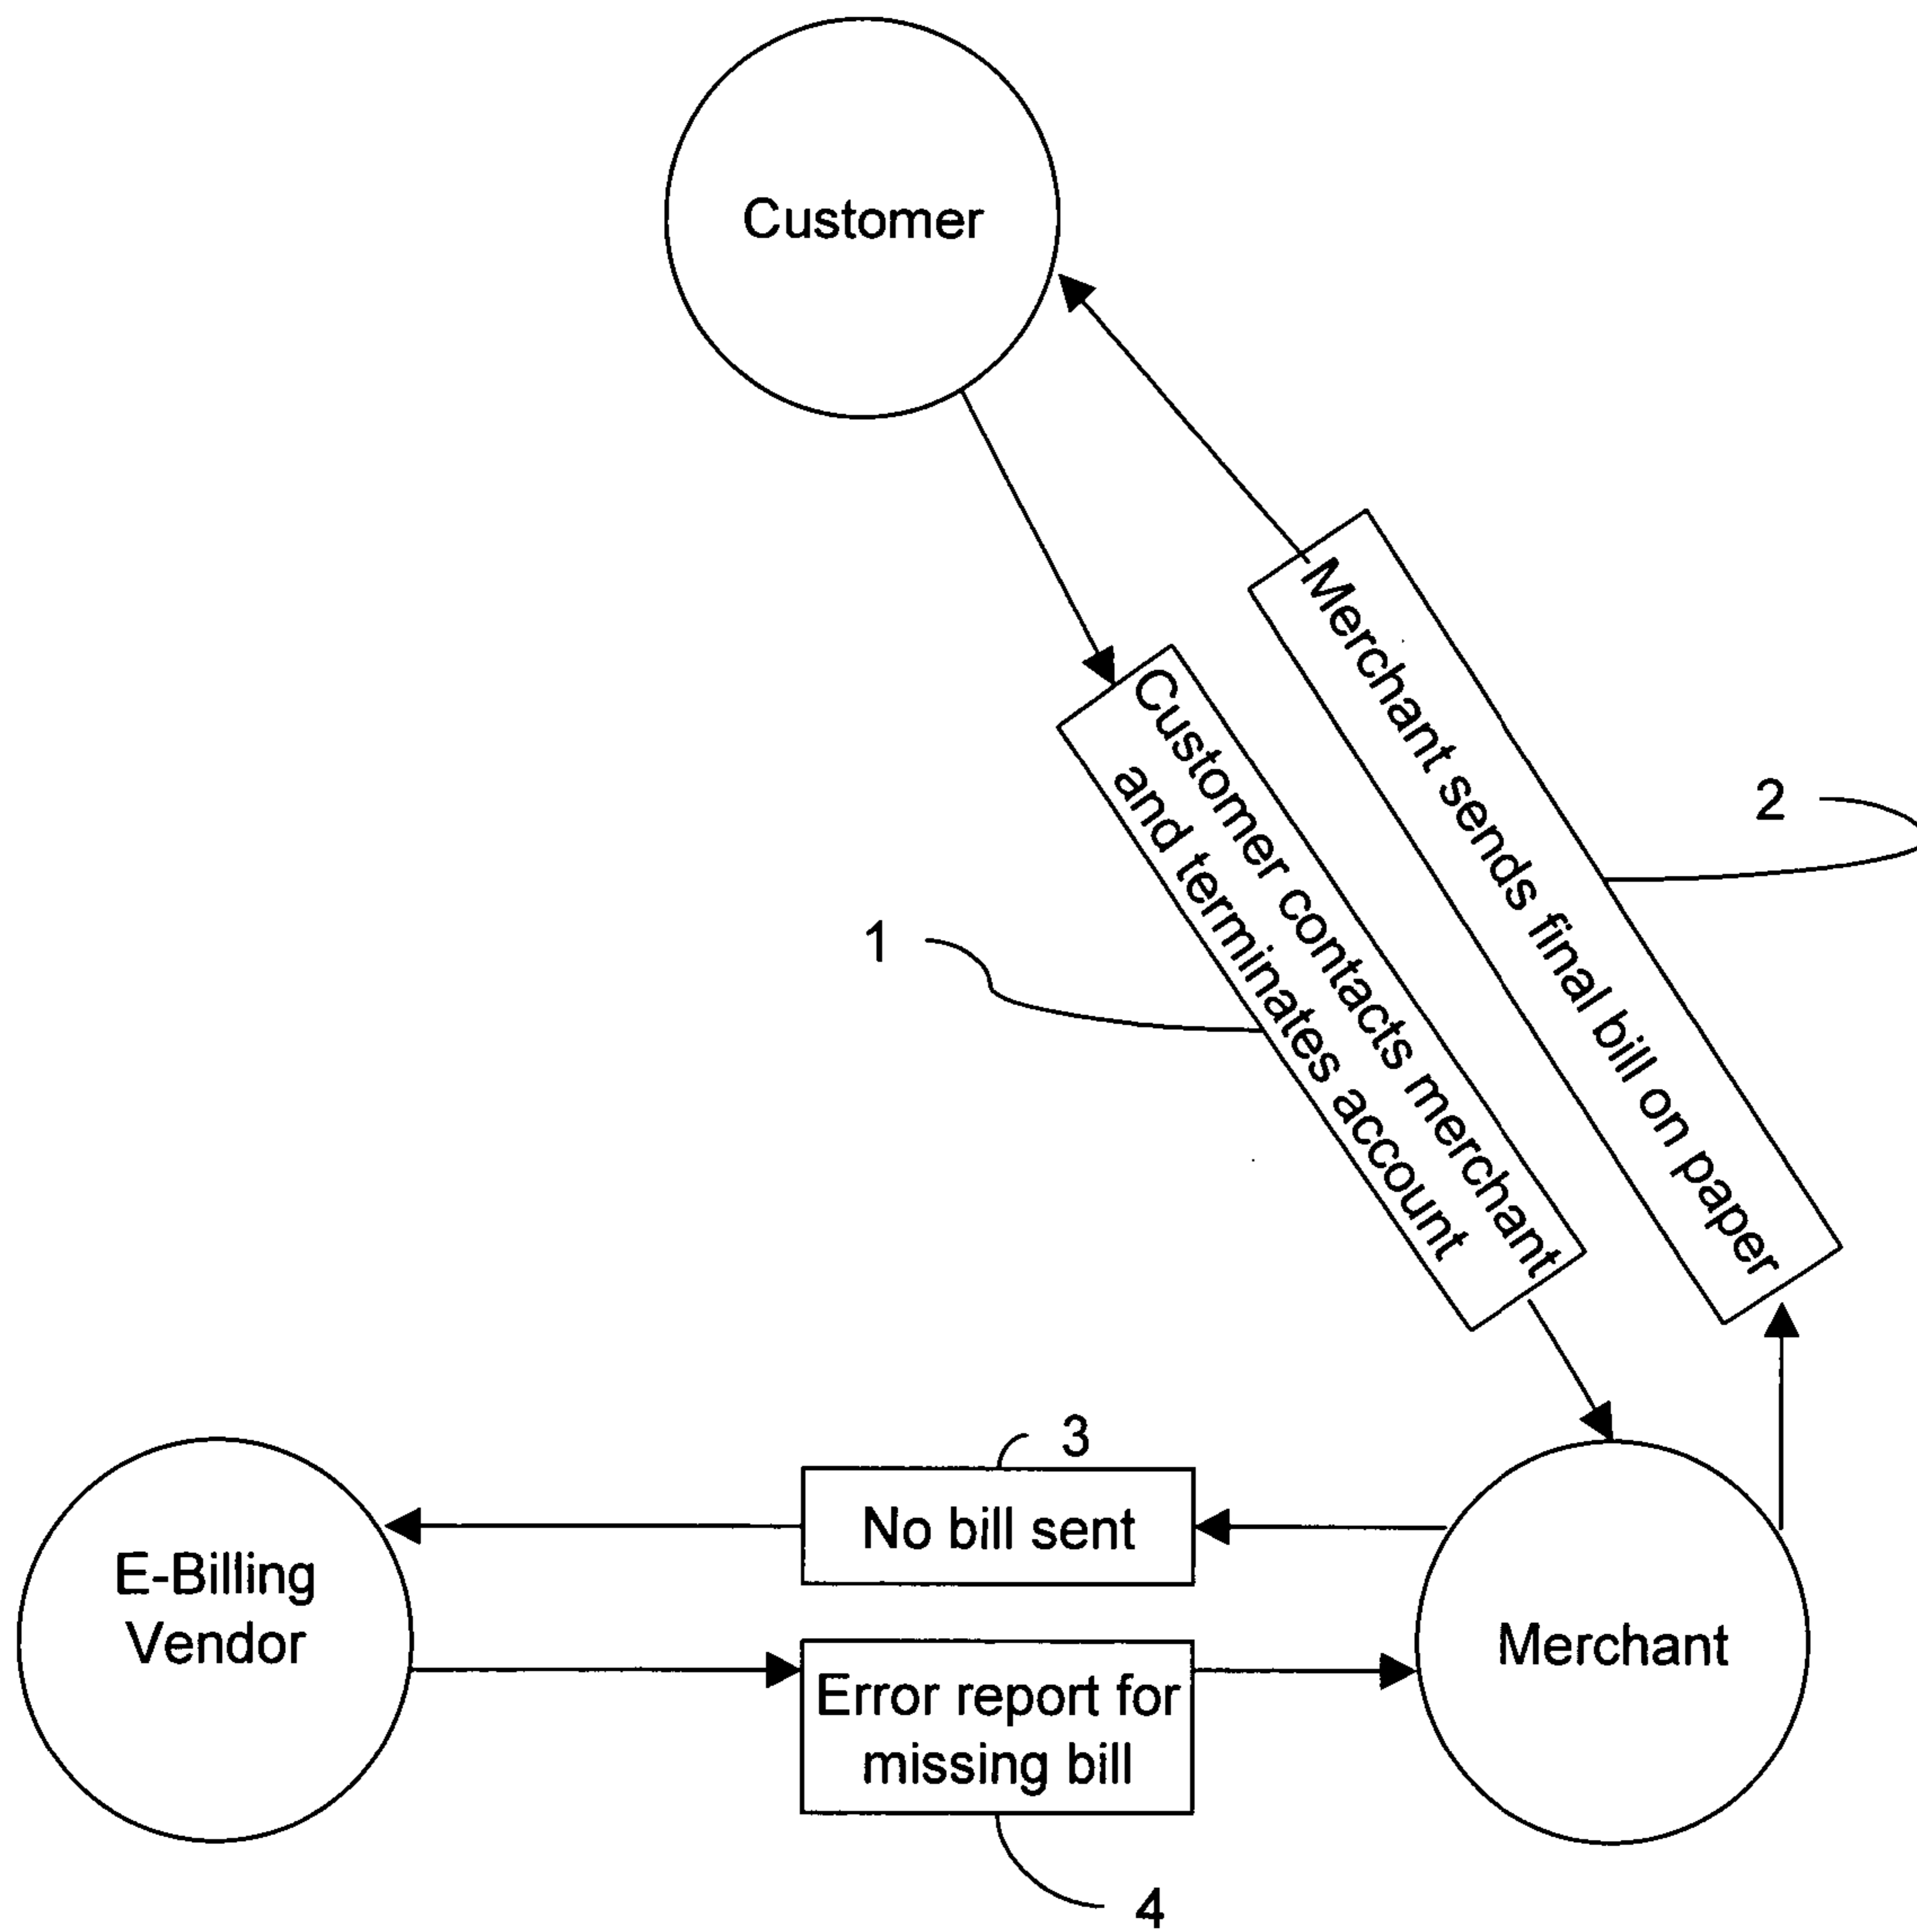 Customer
Merchant sends final bill on paper
2
Customer contacts merchant
and terminates account
1
3
No bill sent
E-Billing
Vendor
Merchant
Error report for
missing bill
4